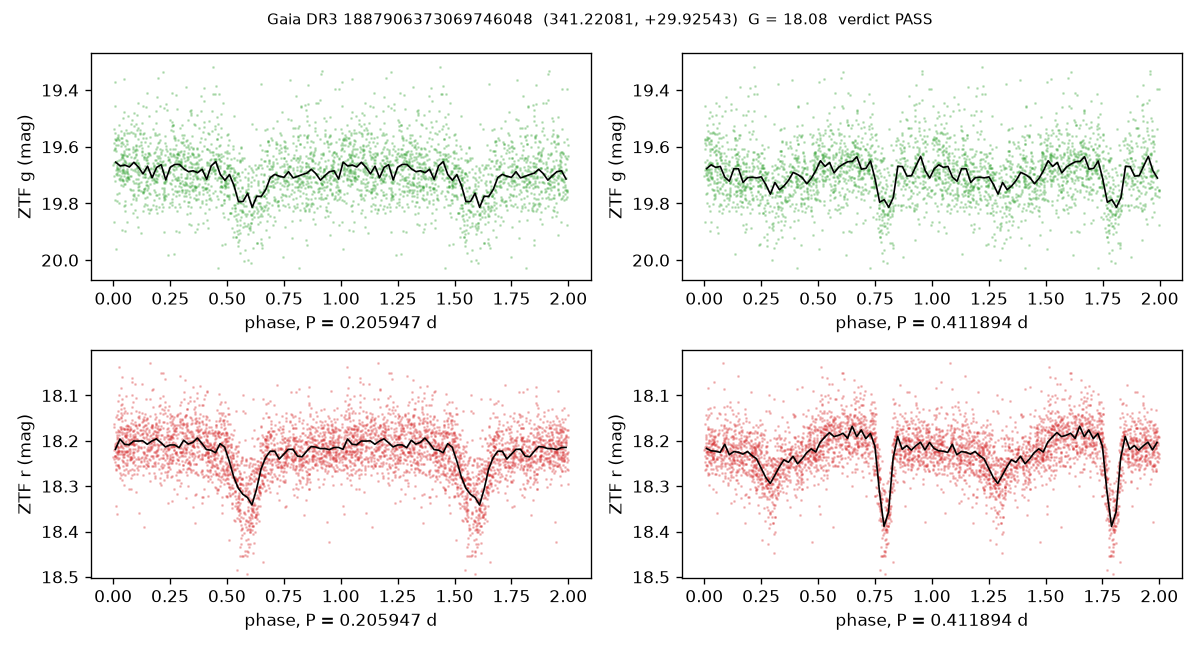 Gaia DR3 1887906373069746048  (341.22081, +29.92543)  G = 18.08  verdict PASS
ZTF g (mag)
19.4
19.6
19.8
20.0
0.00 0.25 0.50 0.75 1.00 1.25 1.50 1.75 2.00
phase, P = 0.205947 d
ZTF g (mag)
19.4
19.6
19.8
20.0
0.00 0.25 0.50 0.75 1.00 1.25 1.50 1.75 2.00
phase, P = 0.411894 d
ZTF r (mag)
18.1
18.2
18.3
18.4
18.5
0.00 0.25 0.50 0.75 1.00 1.25 1.50 1.75 2.00
phase, P = 0.205947 d
ZTF r (mag)
18.1
18.2
18.3
18.4
18.5
0.00 0.25 0.50 0.75 1.00 1.25 1.50 1.75 2.00
phase, P = 0.411894 d